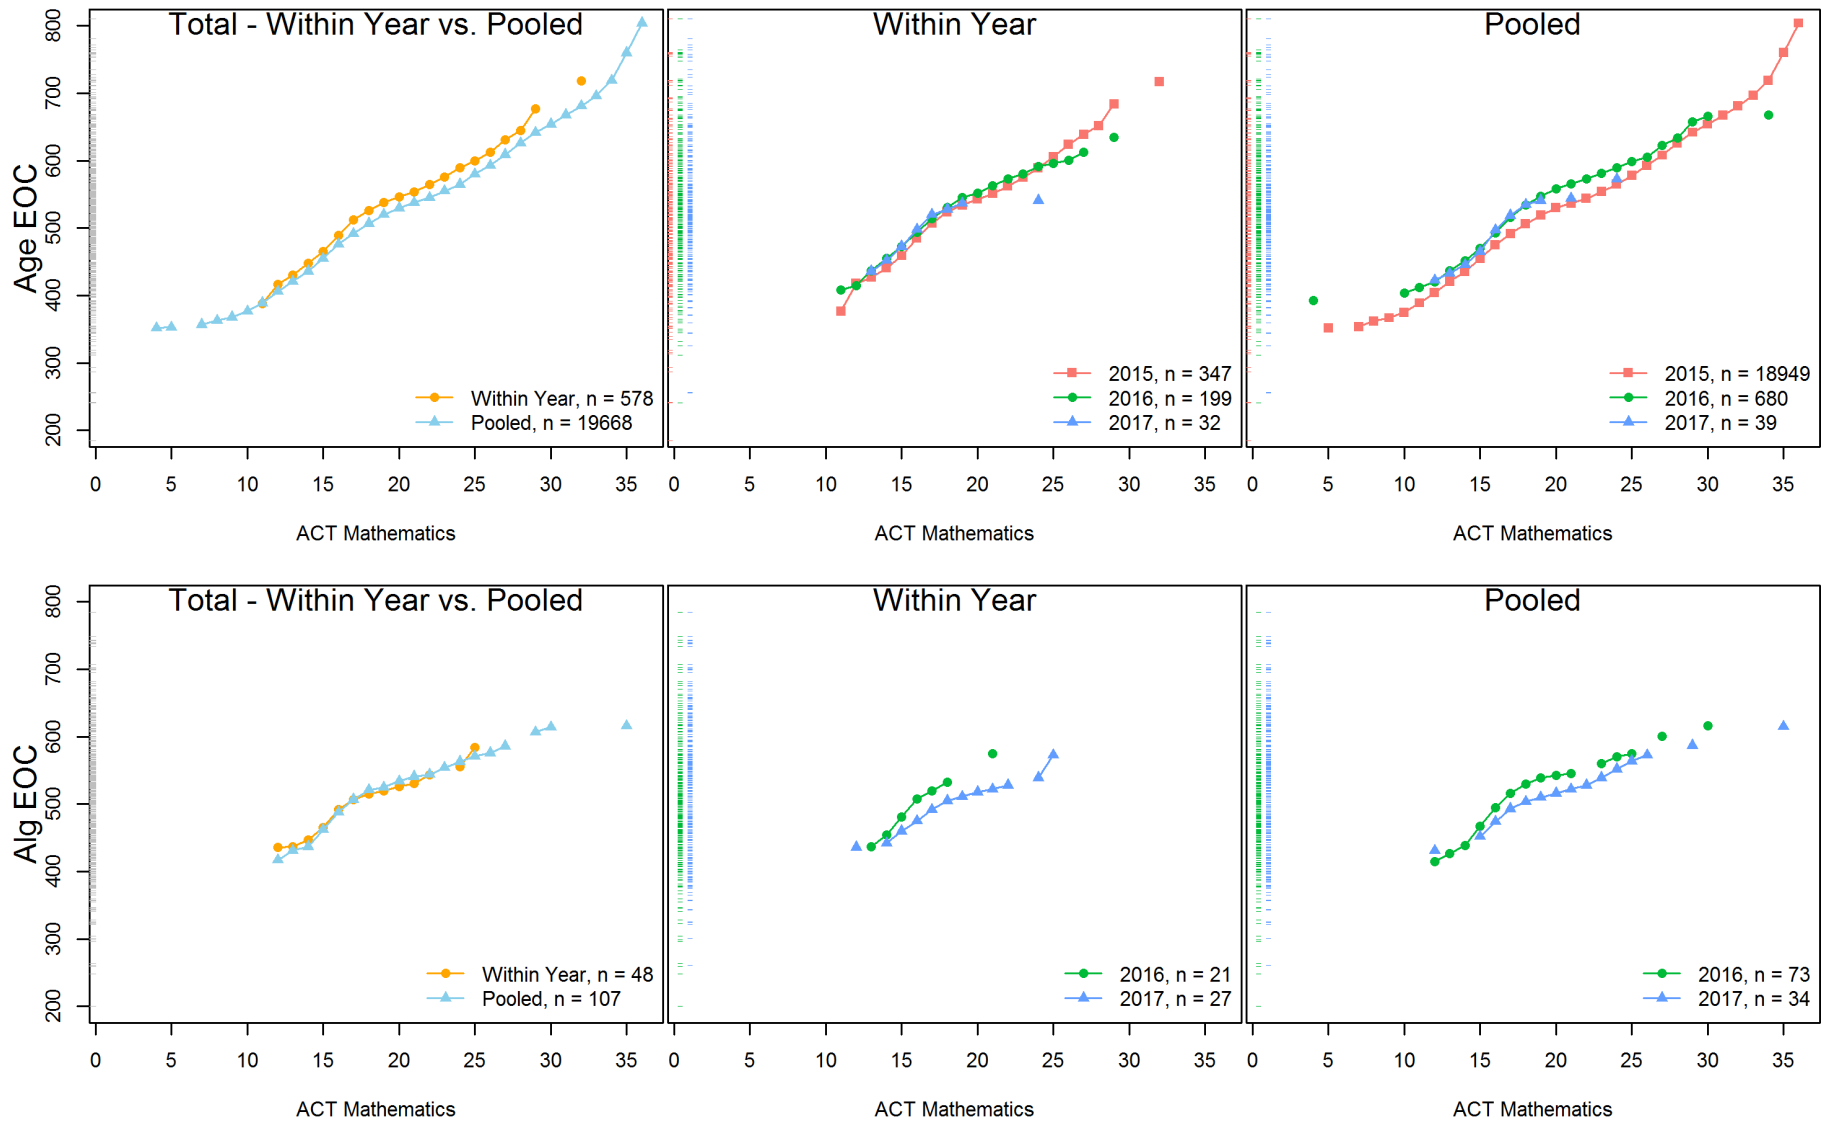 Total - Within Year vs. Pooled
Within Year
Pooled
Age EOC
200 300 400 500 600 700 800
Within Year, n = 578
Pooled, n = 19668
2015, n = 347
2016, n = 199
2017, n = 32
2015, n = 18949
2016, n = 680
2017, n = 39
0 5 10 15 20 25 30 35
0 5 10 15 20 25 30 35
0 5 10 15 20 25 30 35
ACT Mathematics
ACT Mathematics
ACT Mathematics
Total - Within Year vs. Pooled
Within Year
Pooled
Alg EOC
200 300 400 500 600 700 800
Within Year, n = 48
Pooled, n = 107
2016, n = 21
2017, n = 27
2016, n = 73
2017, n = 34
0 5 10 15 20 25 30 35
0 5 10 15 20 25 30 35
0 5 10 15 20 25 30 35
ACT Mathematics
ACT Mathematics
ACT Mathematics